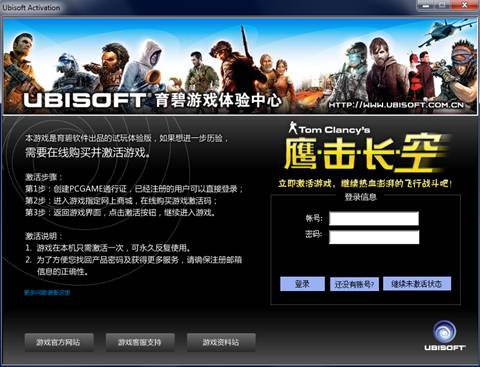 Ubisoft Activation
UBISOFT 育碧游戏体验中心
HTTP://WWW.UBISOFT.COM.CN
本游戏是育碧软件出品的试玩体验版，如果想进一步历验，
需要在线购买并激活游戏。
激活步骤：
第1步：创建PCGAME通行证，已经注册的用户可以直接登录；
第2步：进入游戏指定网上商城，在线购买激活码；
第3步：返回游戏界面，点击激活按钮，继续进入游戏。
激活说明：
1. 游戏在本机只需激活一次，可永久反复使用。
2. 为了方便您找回产品密码及获得更多服务，请确保注册邮箱
信息的正确性。
更多问题请看这里
Tom Clancy's
鹰·击·长·空
立即激活游戏，继续热血澎湃的飞行战斗吧！
登录信息
帐号：
密码：
登录
还没有账号？
继续未激活状态
游戏官方网站
游戏客服支持
游戏资料站
UBISOFT